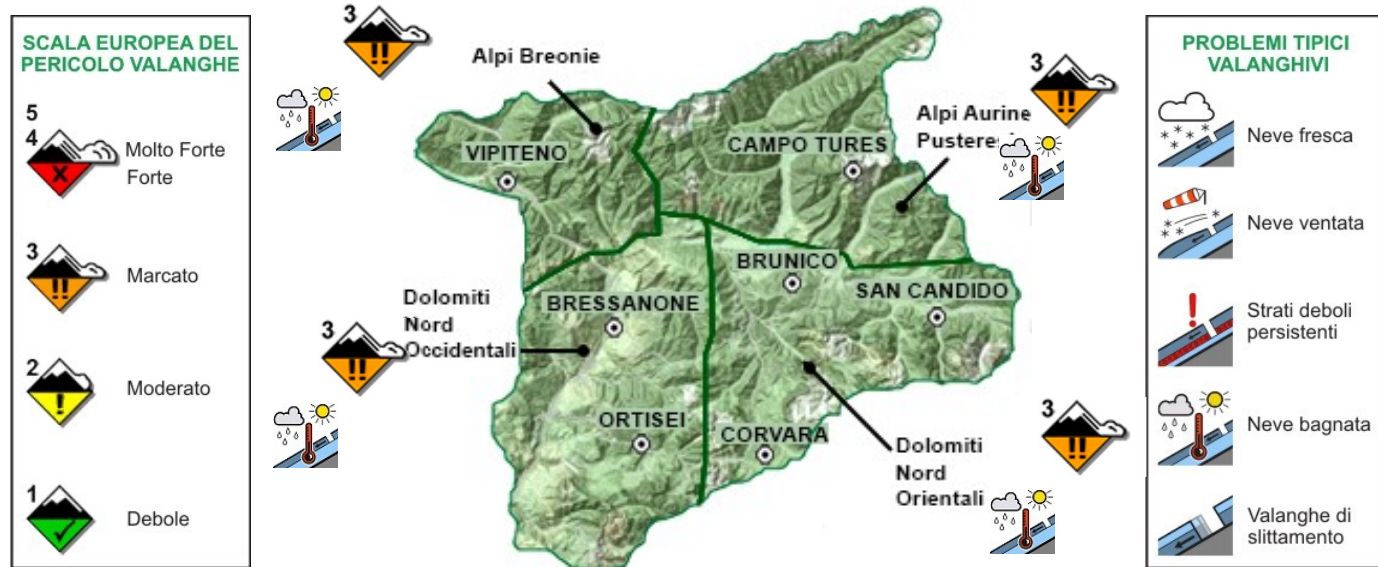 SCALA EUROPEA DEL
PERICOLO VALANGHE
5
4
Molto Forte
Forte
3
Marcato
2
Moderato
1
Debole
3
Alpi Breonie
VIPITENO
CAMPO TURES
3
Alpi Aurine
BRUNICO
SAN CANDIDO
BRESSANONE
Dolomiti
Nord
Occidentali
3
ORTISEI
CORVARA
3
Dolomiti
Nord
Orientali
PROBLEMI TIPICI
VALANGHIVI
Neve fresca
Neve ventata
Strati deboli
persistenti
Neve bagnata
Valanghe di
slittamento